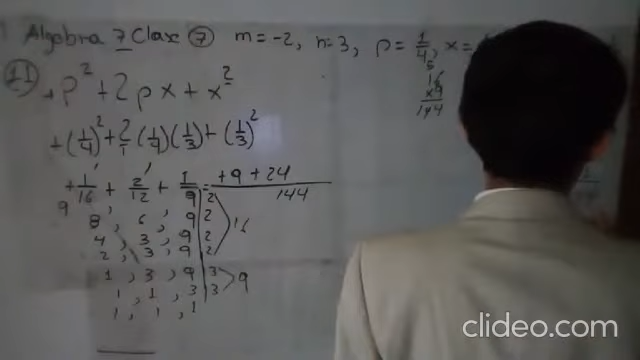 Algebra 7 Clase 7 m = -2, n = 3, p = 1/4, x =
11
+p² + 2px + x²
16
x9
144
+(1/4)² + 2/1 (1/4)(1/3) + (1/3)²
+1/16 + 2/12 + 1/9 = +9 + 24 / 144
8, 6, 9 | 2
4, 3, 9 | 2
2, 3, 9 | 2
1, 3, 9 | 3
1, 1, 3 | 3
1, 1, 1
16
9
clideo.com